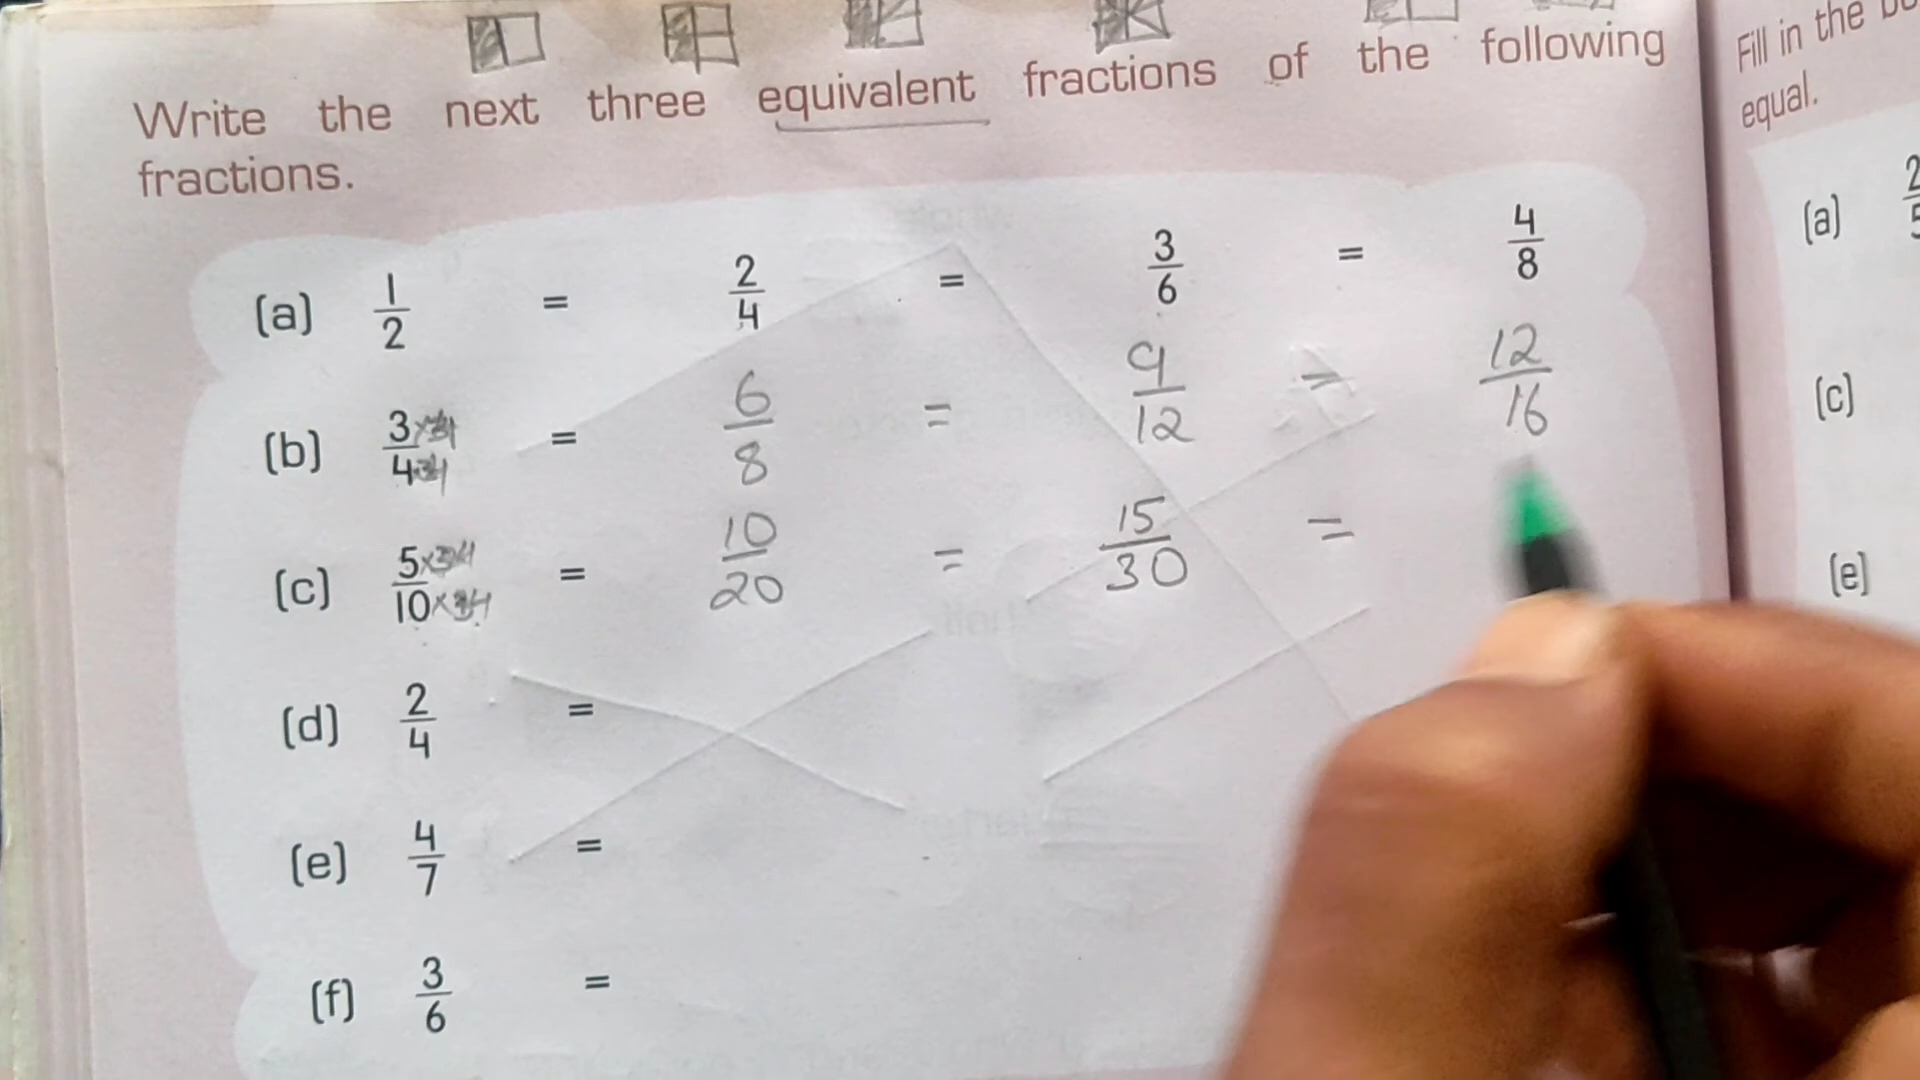 Write the next three equivalent fractions of the following
fractions.
(a) 1/2 = 2/4 = 3/6 = 4/8
(b) 3/4 = 6/8 = 9/12 = 12/16
(c) 5/10 = 10/20 = 15/30 =
(d) 2/4 =
(e) 4/7 =
(f) 3/6 =
Fill in the
equal.
(a)
(c)
(e)